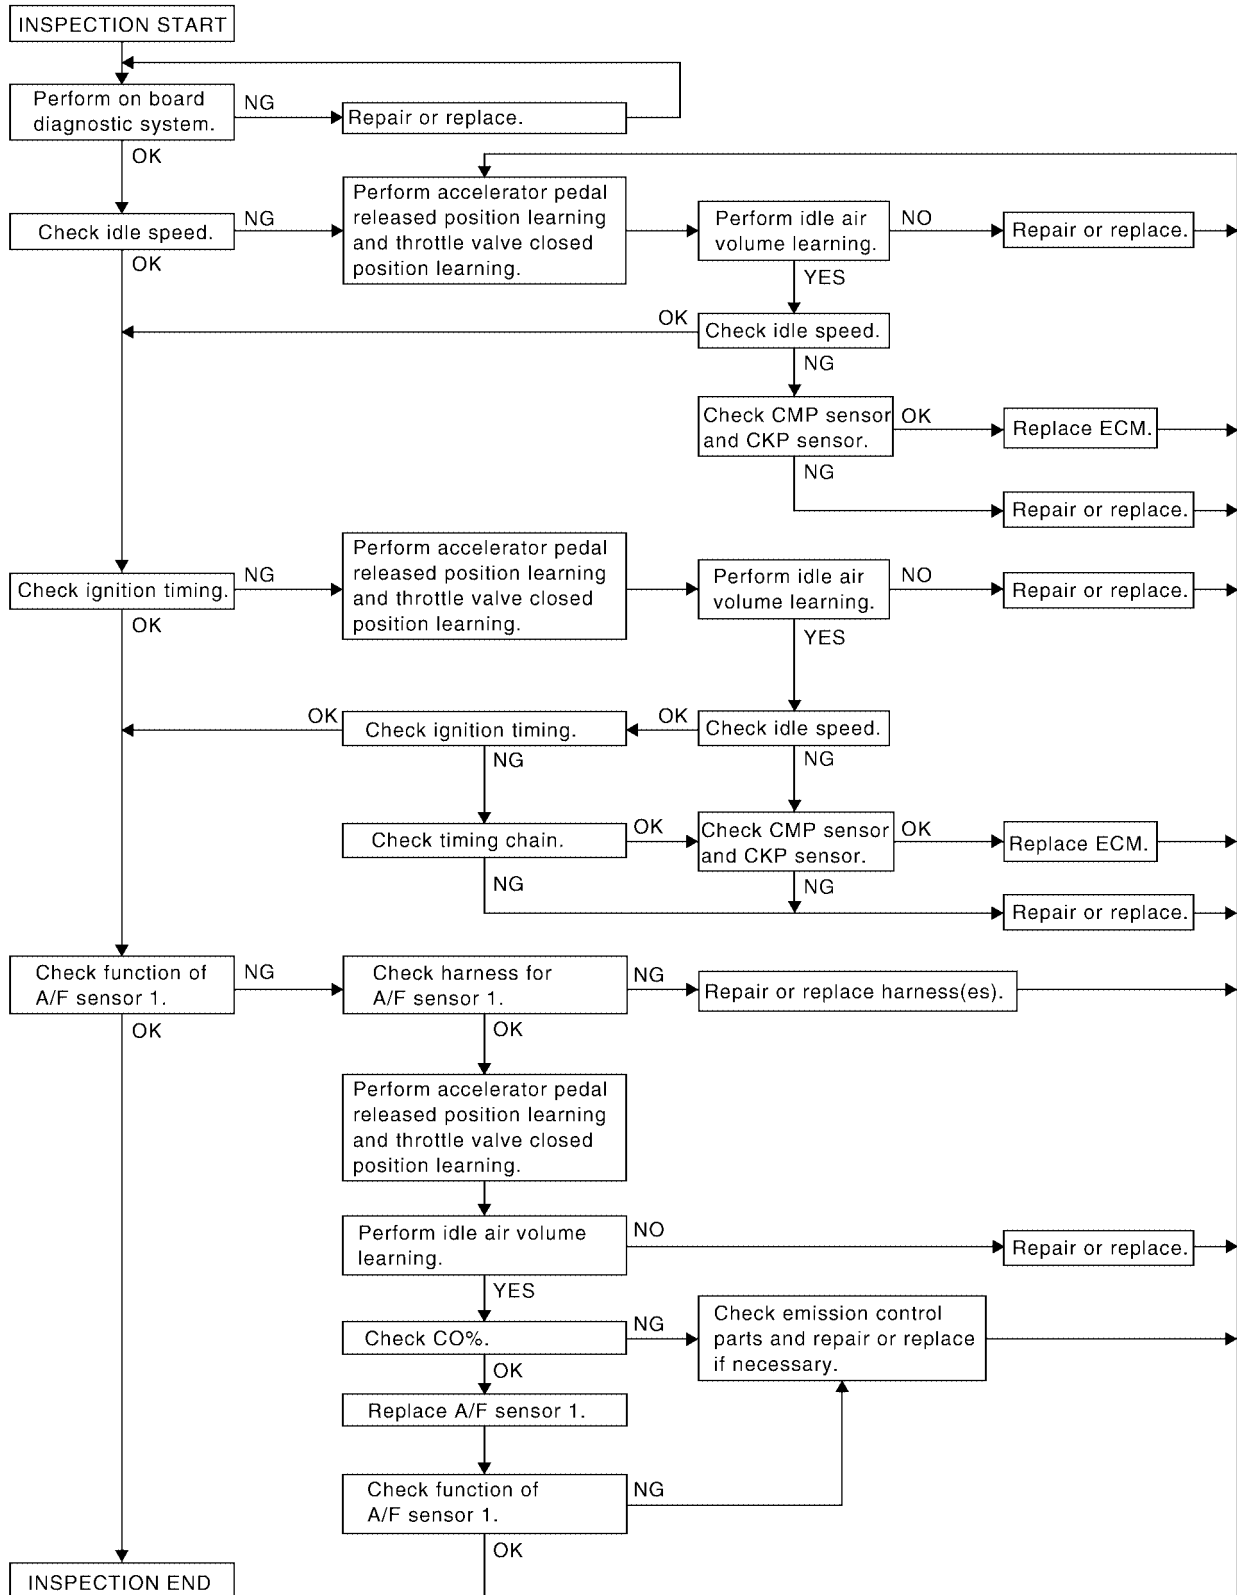 INSPECTION START
Perform on board
diagnostic system.
NG
Repair or replace.
OK
Check idle speed.
NG
Perform accelerator pedal
released position learning
and throttle valve closed
position learning.
Perform idle air
volume learning.
NO
Repair or replace.
OK
YES
OK
Check idle speed.
NG
Check CMP sensor
and CKP sensor.
OK
Replace ECM.
NG
Repair or replace.
Check ignition timing.
NG
Perform accelerator pedal
released position learning
and throttle valve closed
position learning.
Perform idle air
volume learning.
NO
Repair or replace.
OK
YES
OK
Check ignition timing.
OK
Check idle speed.
NG
NG
Check timing chain.
OK
Check CMP sensor
and CKP sensor.
OK
Replace ECM.
NG
NG
Repair or replace.
Check function of
A/F sensor 1.
NG
Check harness for
A/F sensor 1.
NG
Repair or replace harness(es).
OK
OK
Perform accelerator pedal
released position learning
and throttle valve closed
position learning.
Perform idle air volume
learning.
NO
Repair or replace.
YES
Check CO%.
NG
Check emission control
parts and repair or replace
if necessary.
OK
Replace A/F sensor 1.
Check function of
A/F sensor 1.
NG
OK
INSPECTION END